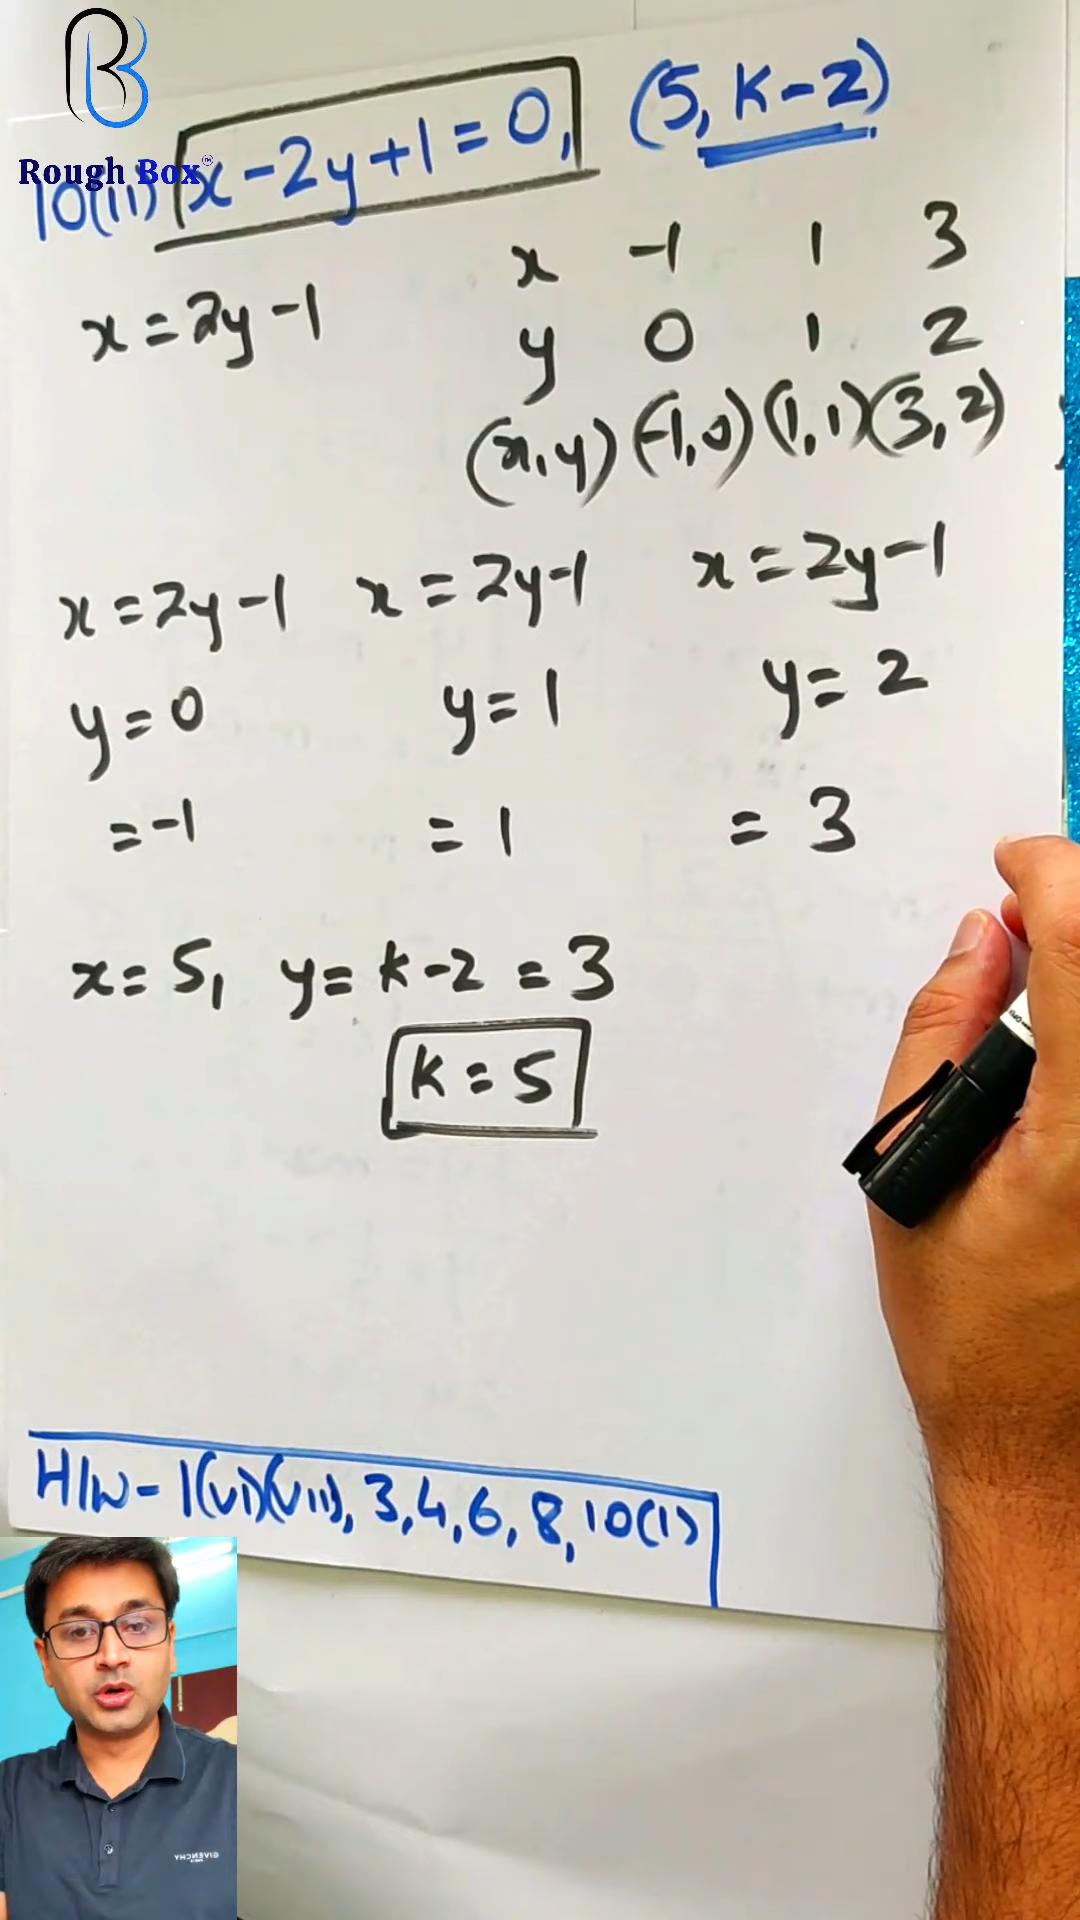 Rough Box™
10(ii) x-2y+1=0, (5, k-2)
x -1 1 3
x=2y-1
y 0 1 2
(x,y) (-1,0) (1,1) (3,2)
x=2y-1 x=2y-1 x=2y-1
y=0 y=1 y=2
=-1 =1 =3
x=5, y=k-2=3
k=5
H/W- 1(vi)(vii), 3,4,6,8,10(i)
GIVENCHY